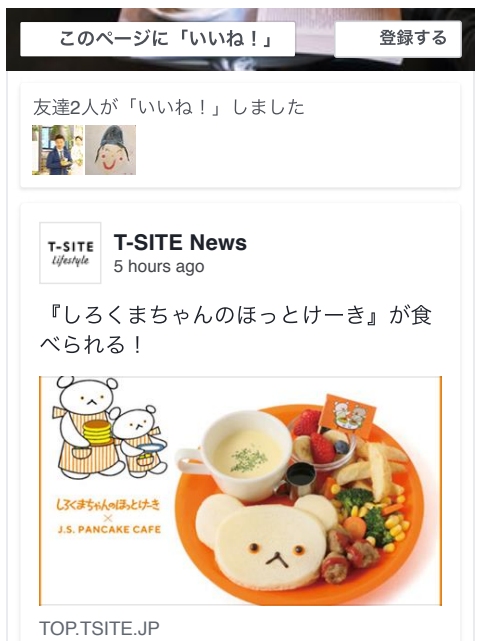 このページに「いいね！」
登録する
友達2人が「いいね！」しました
T-SITE
Lifestyle
T-SITE News
5 hours ago
『しろくまちゃんのほっとけーき』が食
べられる！
しろくまちゃんのほっとけーき
×
J.S. PANCAKE CAFE
TOP.TSITE.JP